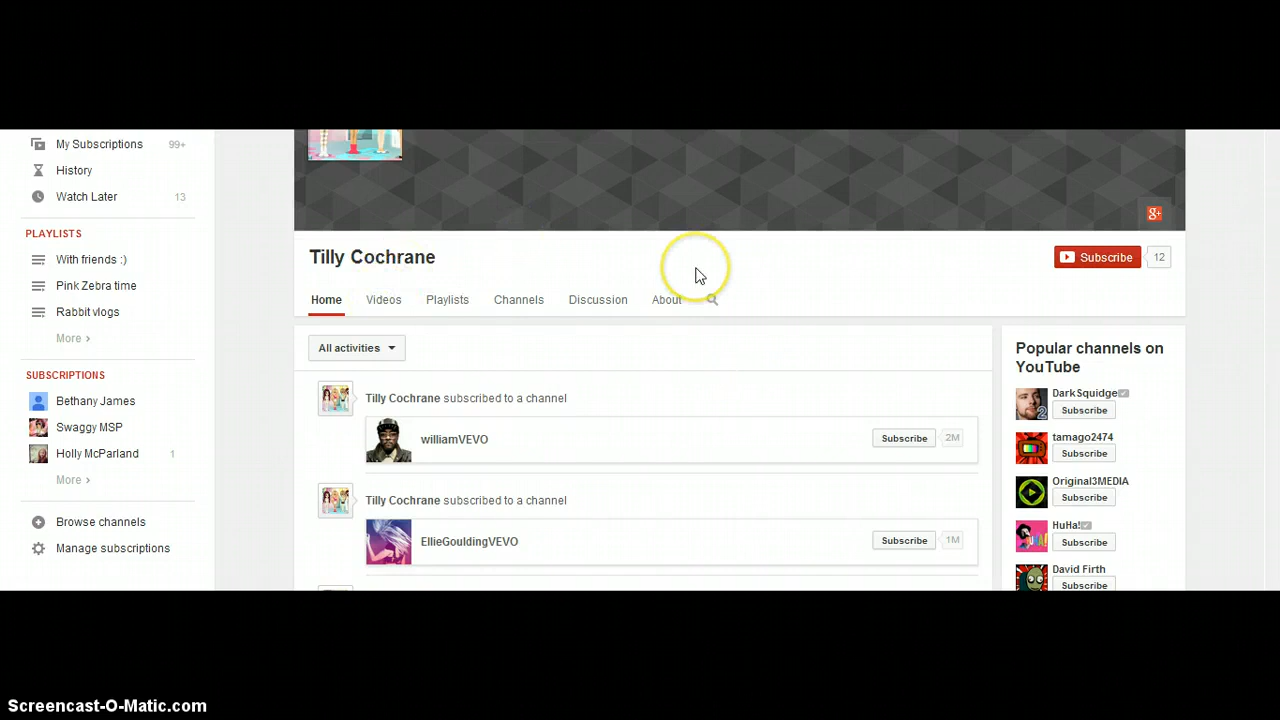 My Subscriptions 99+
History
Watch Later 13
PLAYLISTS
With friends :)
Pink Zebra time
Rabbit vlogs
More ›
SUBSCRIPTIONS
Bethany James
Swaggy MSP
Holly McParland 1
More ›
Browse channels
Manage subscriptions
g+
Tilly Cochrane
Subscribe 12
Home Videos Playlists Channels Discussion About
All activities
Tilly Cochrane subscribed to a channel
williamVEVO
Subscribe 2M
Tilly Cochrane subscribed to a channel
EllieGouldingVEVO
Subscribe 1M
Popular channels on
YouTube
DarkSquidge
Subscribe
2
tamago2474
Subscribe
Original3MEDIA
Subscribe
HuHa!
Subscribe
David Firth
Subscribe
Screencast-O-Matic.com